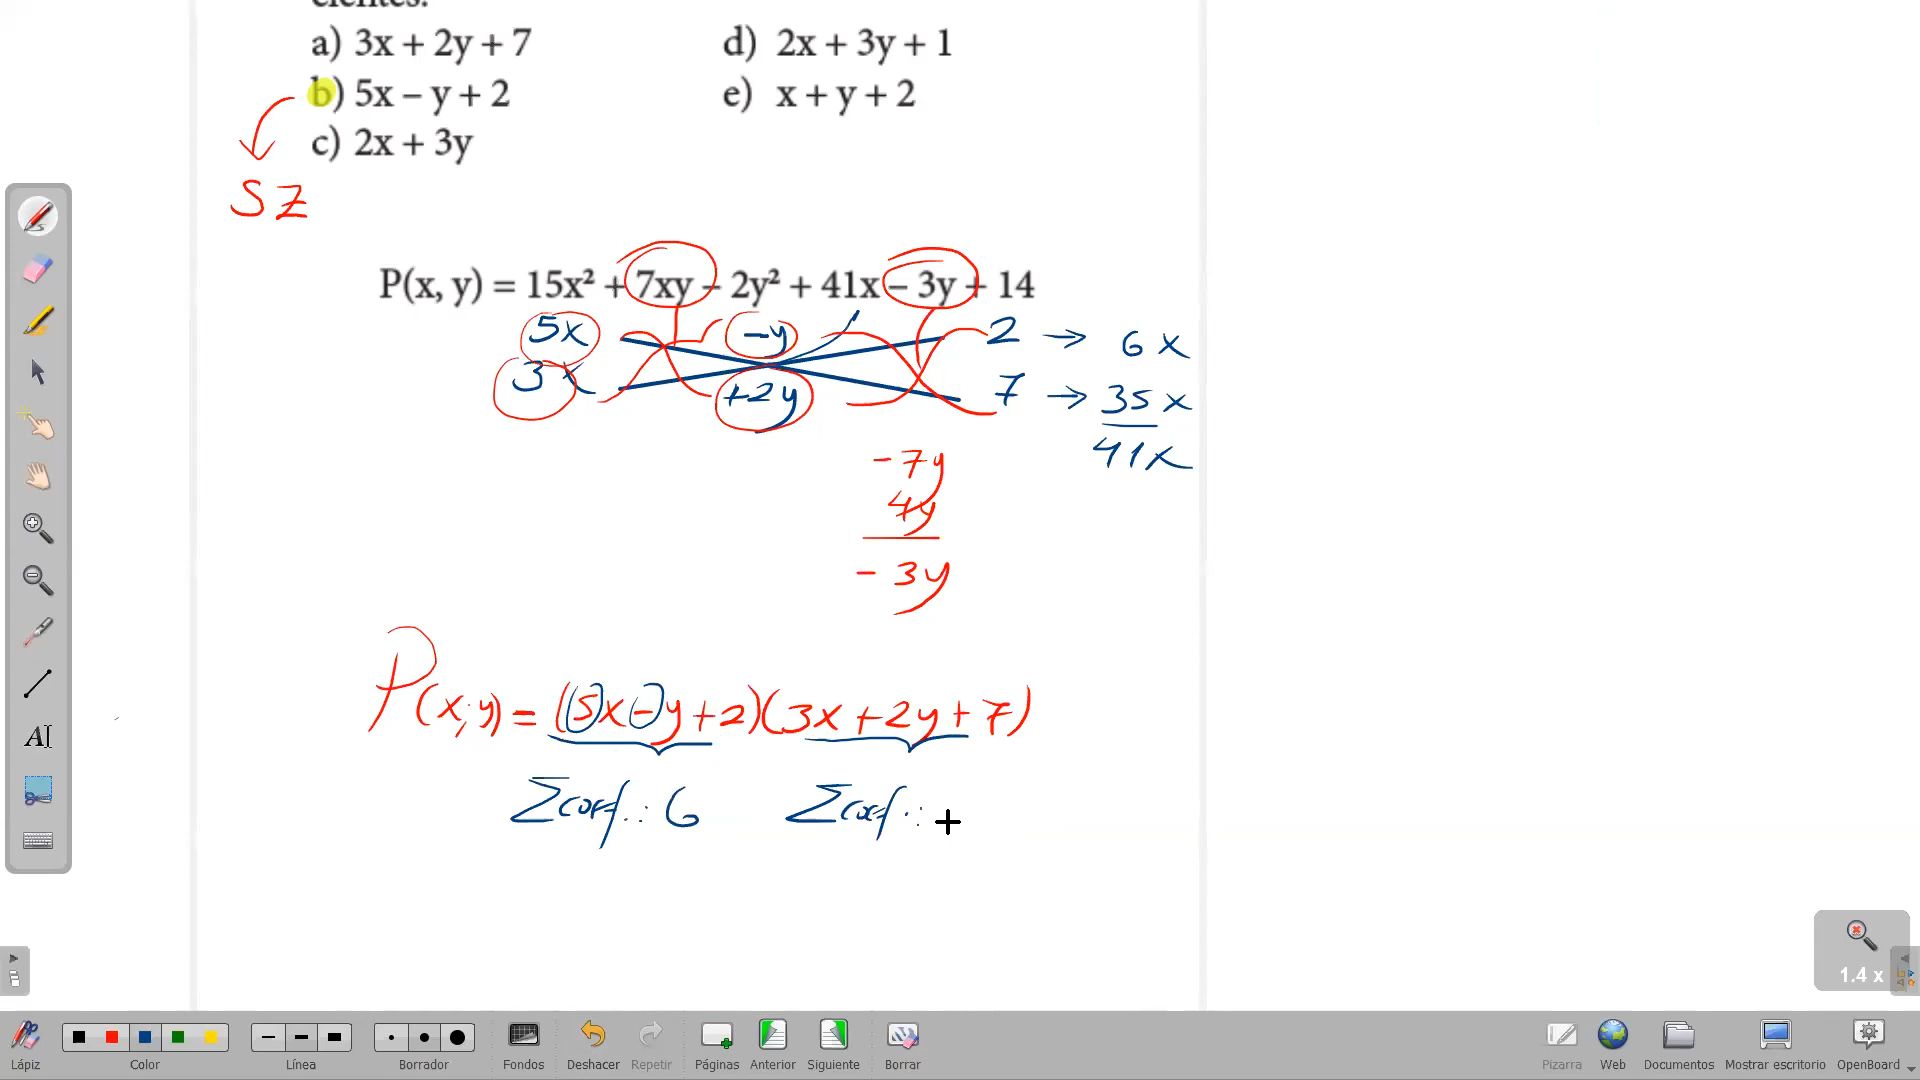 a) 3x + 2y + 7
d) 2x + 3y + 1
b) 5x – y + 2
e) x + y + 2
c) 2x + 3y
SZ
P(x, y) = 15x² + 7xy – 2y² + 41x – 3y + 14
5x –y 2 → 6x
3x +2y 7 → 35x
41x
-7y
4y
-3y
P(x;y) = (5x-y+2)(3x+2y+7)
Σcoef.: 6 Σcoef.:
1.4 x
Lápiz Color Línea Borrador Fondos Deshacer Repetir Páginas Anterior Siguiente Borrar Pizarra Web Documentos Mostrar escritorio OpenBoard